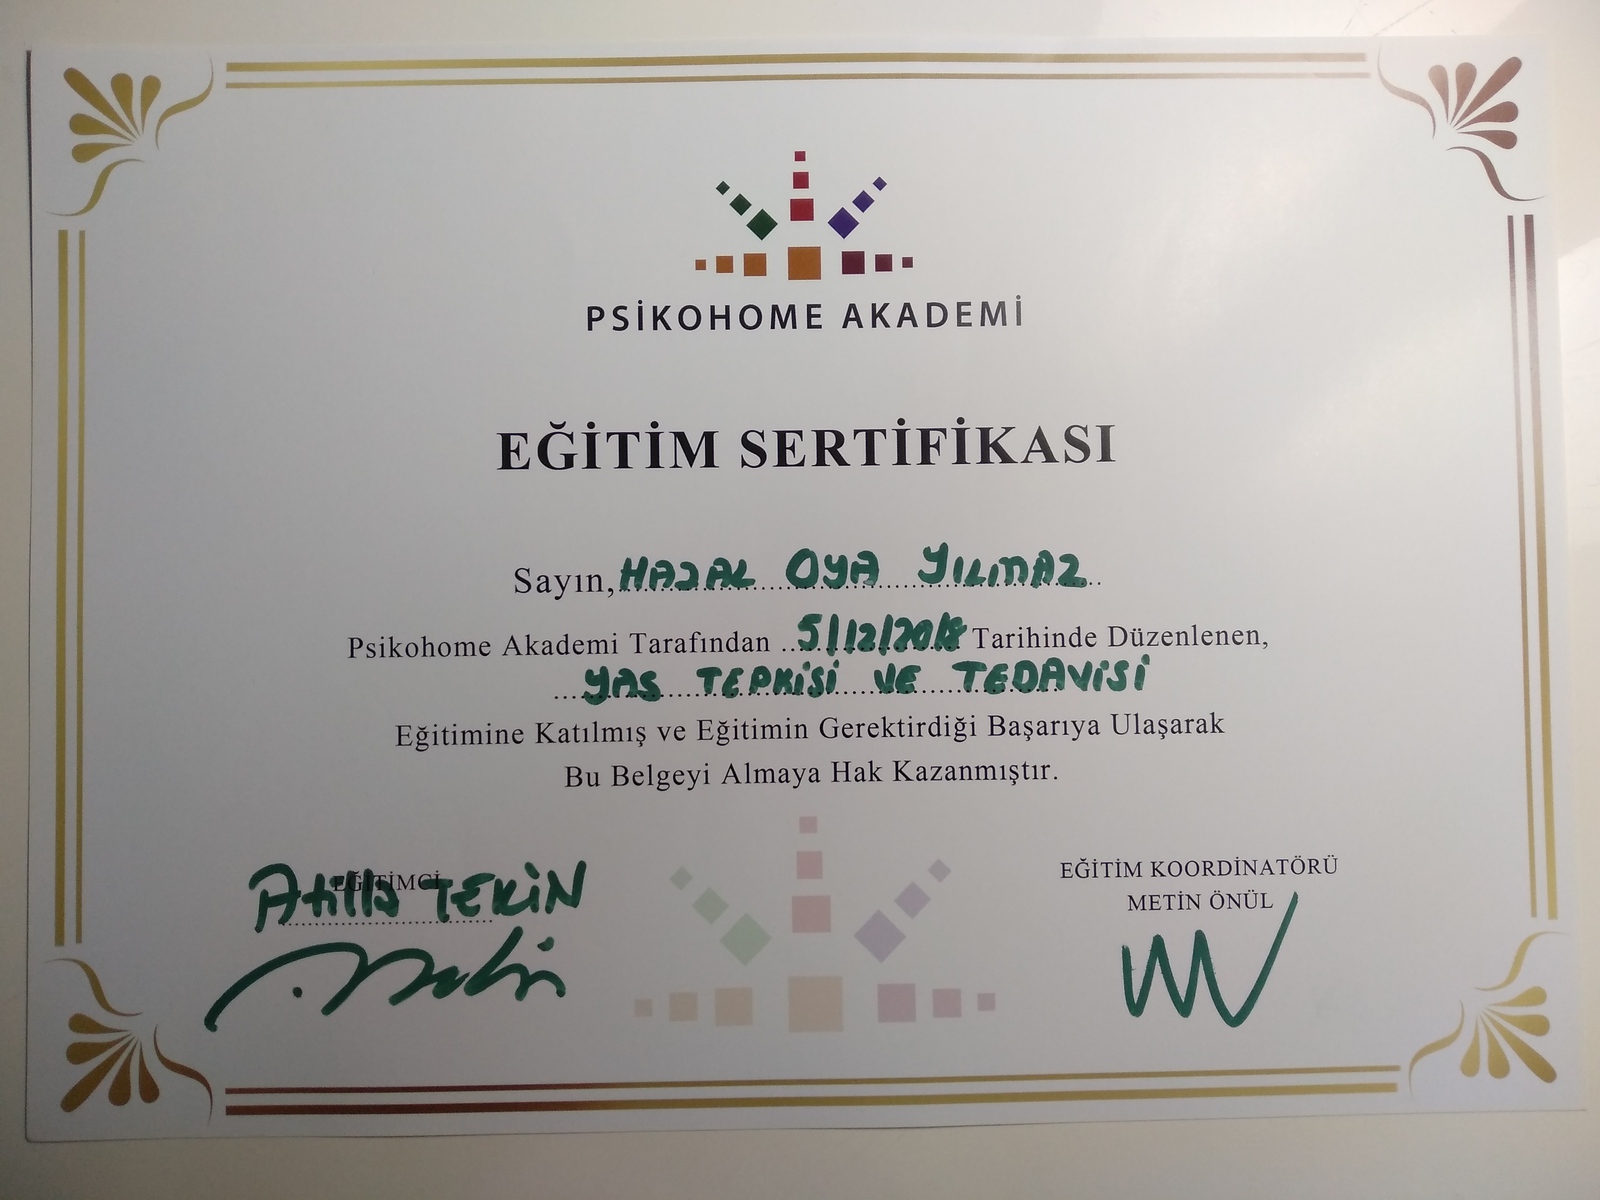 PSİKOHOME AKADEMİ
EĞİTİM SERTİFİKASI
Sayın, HAZAL OYA YILMAZ
Psikohome Akademi Tarafından 5/12/2018 Tarihinde Düzenlenen,
YAS TEPKİSİ VE TEDAVİSİ
Eğitimine Katılmış ve Eğitimin Gerektirdiği Başarıya Ulaşarak
Bu Belgeyi Almaya Hak Kazanmıştır.
EĞİTİMCİ
Atilla TEKİN
EĞİTİM KOORDİNATÖRÜ
METİN ÖNÜL